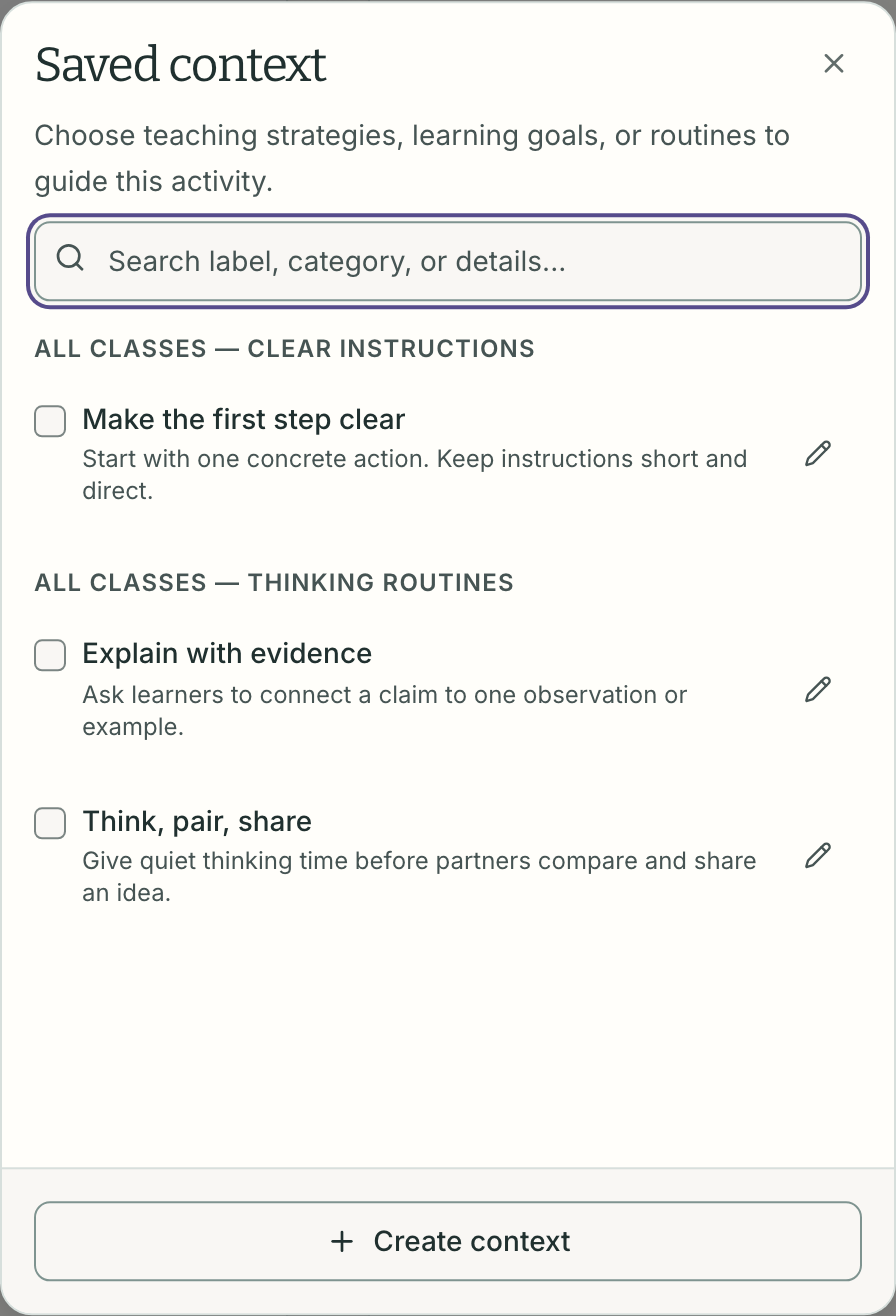 Saved context
Choose teaching strategies, learning goals, or routines to
guide this activity.
Search label, category, or details...
ALL CLASSES — CLEAR INSTRUCTIONS
Make the first step clear
Start with one concrete action. Keep instructions short and
direct.
ALL CLASSES — THINKING ROUTINES
Explain with evidence
Ask learners to connect a claim to one observation or
example.
Think, pair, share
Give quiet thinking time before partners compare and share
an idea.
Create context